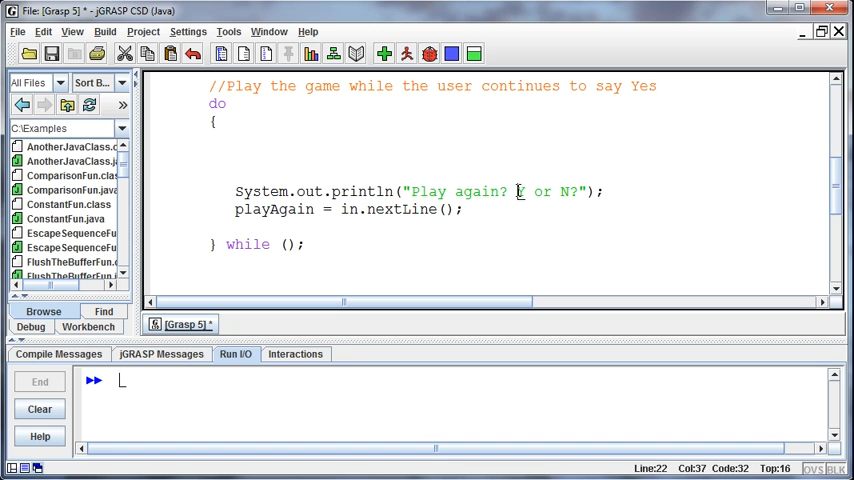 File: [Grasp 5] * - jGRASP CSD (Java)
File Edit View Build Project Settings Tools Window Help
All Files Sort B...
C:\Examples
AnotherJavaClass.c
AnotherJavaClass.j
ComparisonFun.clas
ComparisonFun.java
ConstantFun.class
ConstantFun.java
EscapeSequenceFu
EscapeSequenceFu
FlushTheBufferFun.
FlushTheBufferFun.j
Browse Find
Debug Workbench
//Play the game while the user continues to say Yes
do
{
System.out.println("Play again? Y or N?");
playAgain = in.nextLine();
} while ();
[Grasp 5] *
Compile Messages jGRASP Messages Run I/O Interactions
End
Clear
Help
Line:22 Col:37 Code:32 Top:16 OVS BLK